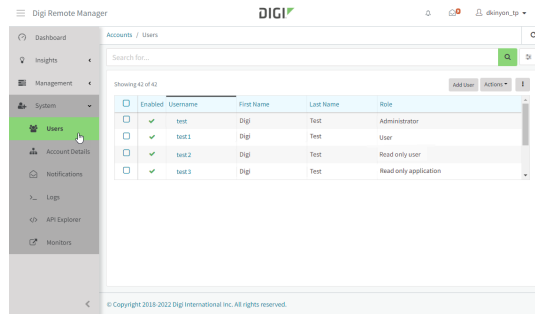 Digi Remote Manager
DIGI
dkinyon_tp
Dashboard
Insights
Management
System
Users
Account Details
Notifications
Logs
API Explorer
Monitors
Accounts / Users
Search for...
Showing 42 of 42
Add User
Actions
Enabled Username First Name Last Name Role
test Digi Test Administrator
test1 Digi Test User
test2 Digi Test Read only user
test3 Digi Test Read only application
© Copyright 2018-2022 Digi International Inc. All rights reserved.